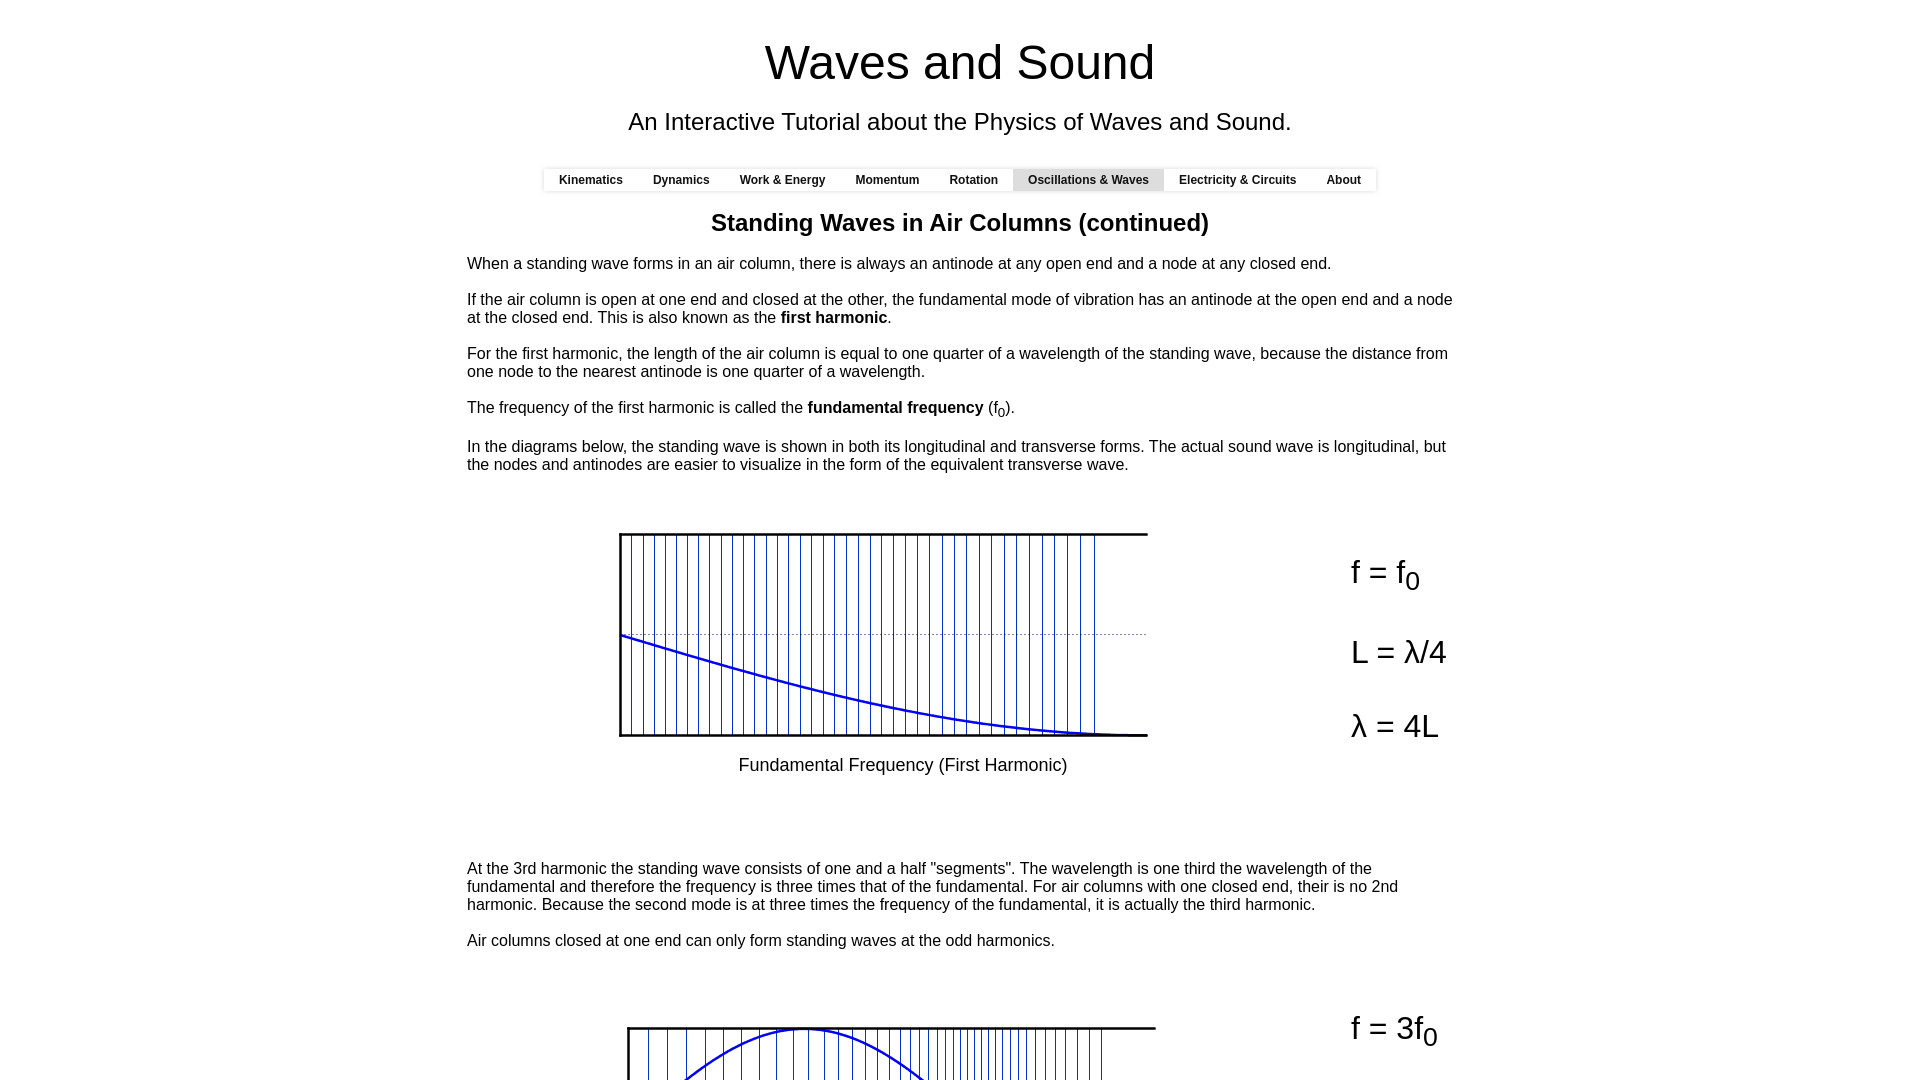 Waves and Sound
An Interactive Tutorial about the Physics of Waves and Sound.
Kinematics Dynamics Work & Energy Momentum Rotation Oscillations & Waves Electricity & Circuits About
Standing Waves in Air Columns (continued)
When a standing wave forms in an air column, there is always an antinode at any open end and a node at any closed end.
If the air column is open at one end and closed at the other, the fundamental mode of vibration has an antinode at the open end and a node
at the closed end. This is also known as the first harmonic.
For the first harmonic, the length of the air column is equal to one quarter of a wavelength of the standing wave, because the distance from
one node to the nearest antinode is one quarter of a wavelength.
The frequency of the first harmonic is called the fundamental frequency (f0).
In the diagrams below, the standing wave is shown in both its longitudinal and transverse forms. The actual sound wave is longitudinal, but
the nodes and antinodes are easier to visualize in the form of the equivalent transverse wave.
f = f0
L = λ/4
λ = 4L
Fundamental Frequency (First Harmonic)
At the 3rd harmonic the standing wave consists of one and a half "segments". The wavelength is one third the wavelength of the
fundamental and therefore the frequency is three times that of the fundamental. For air columns with one closed end, their is no 2nd
harmonic. Because the second mode is at three times the frequency of the fundamental, it is actually the third harmonic.
Air columns closed at one end can only form standing waves at the odd harmonics.
f = 3f0